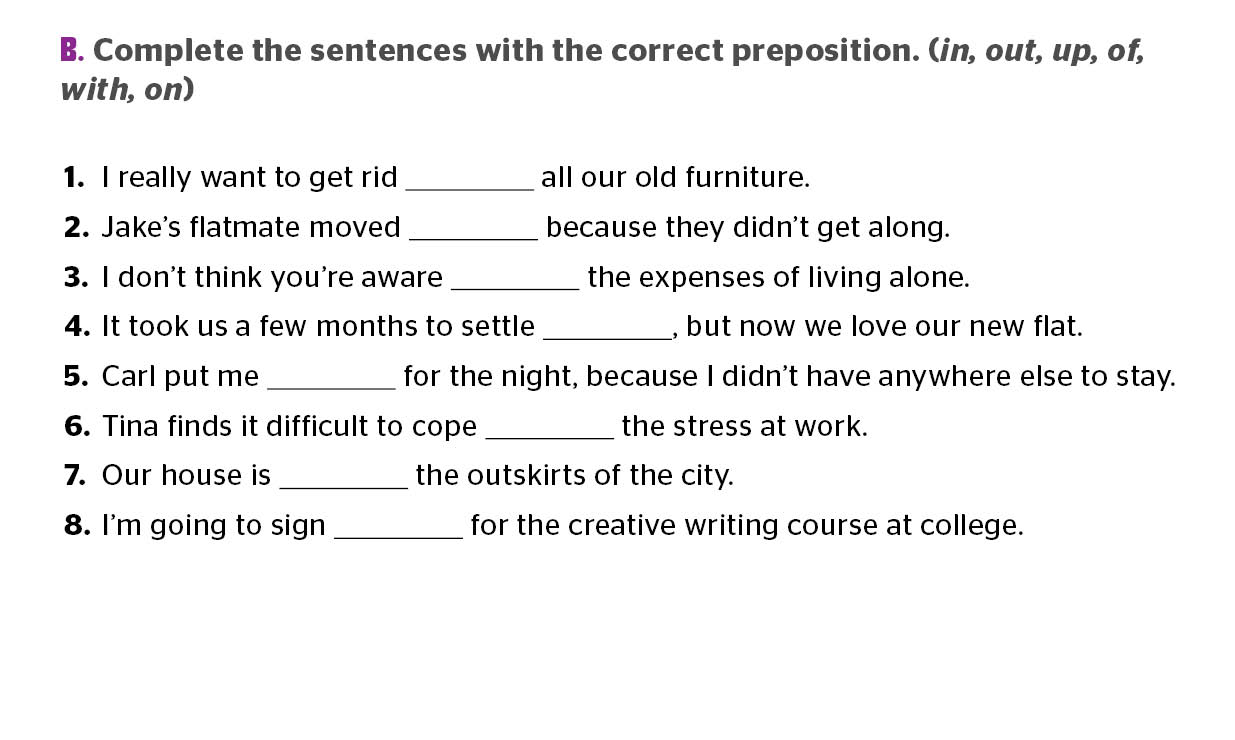 B. Complete the sentences with the correct preposition. (in, out, up, of,
with, on)
1. I really want to get rid _________ all our old furniture.
2. Jake’s flatmate moved _________ because they didn’t get along.
3. I don’t think you’re aware _________ the expenses of living alone.
4. It took us a few months to settle _________, but now we love our new flat.
5. Carl put me _________ for the night, because I didn’t have anywhere else to stay.
6. Tina finds it difficult to cope _________ the stress at work.
7. Our house is _________ the outskirts of the city.
8. I’m going to sign _________ for the creative writing course at college.